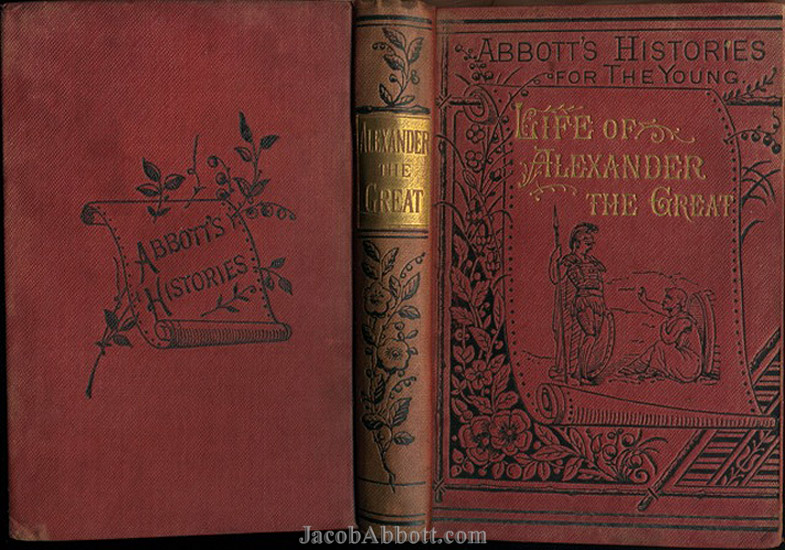 ABBOTT'S
HISTORIES
ALEXANDER
THE
GREAT
ABBOTT'S HISTORIES
FOR THE YOUNG.
LIFE OF
ALEXANDER
THE GREAT
JacobAbbott.com